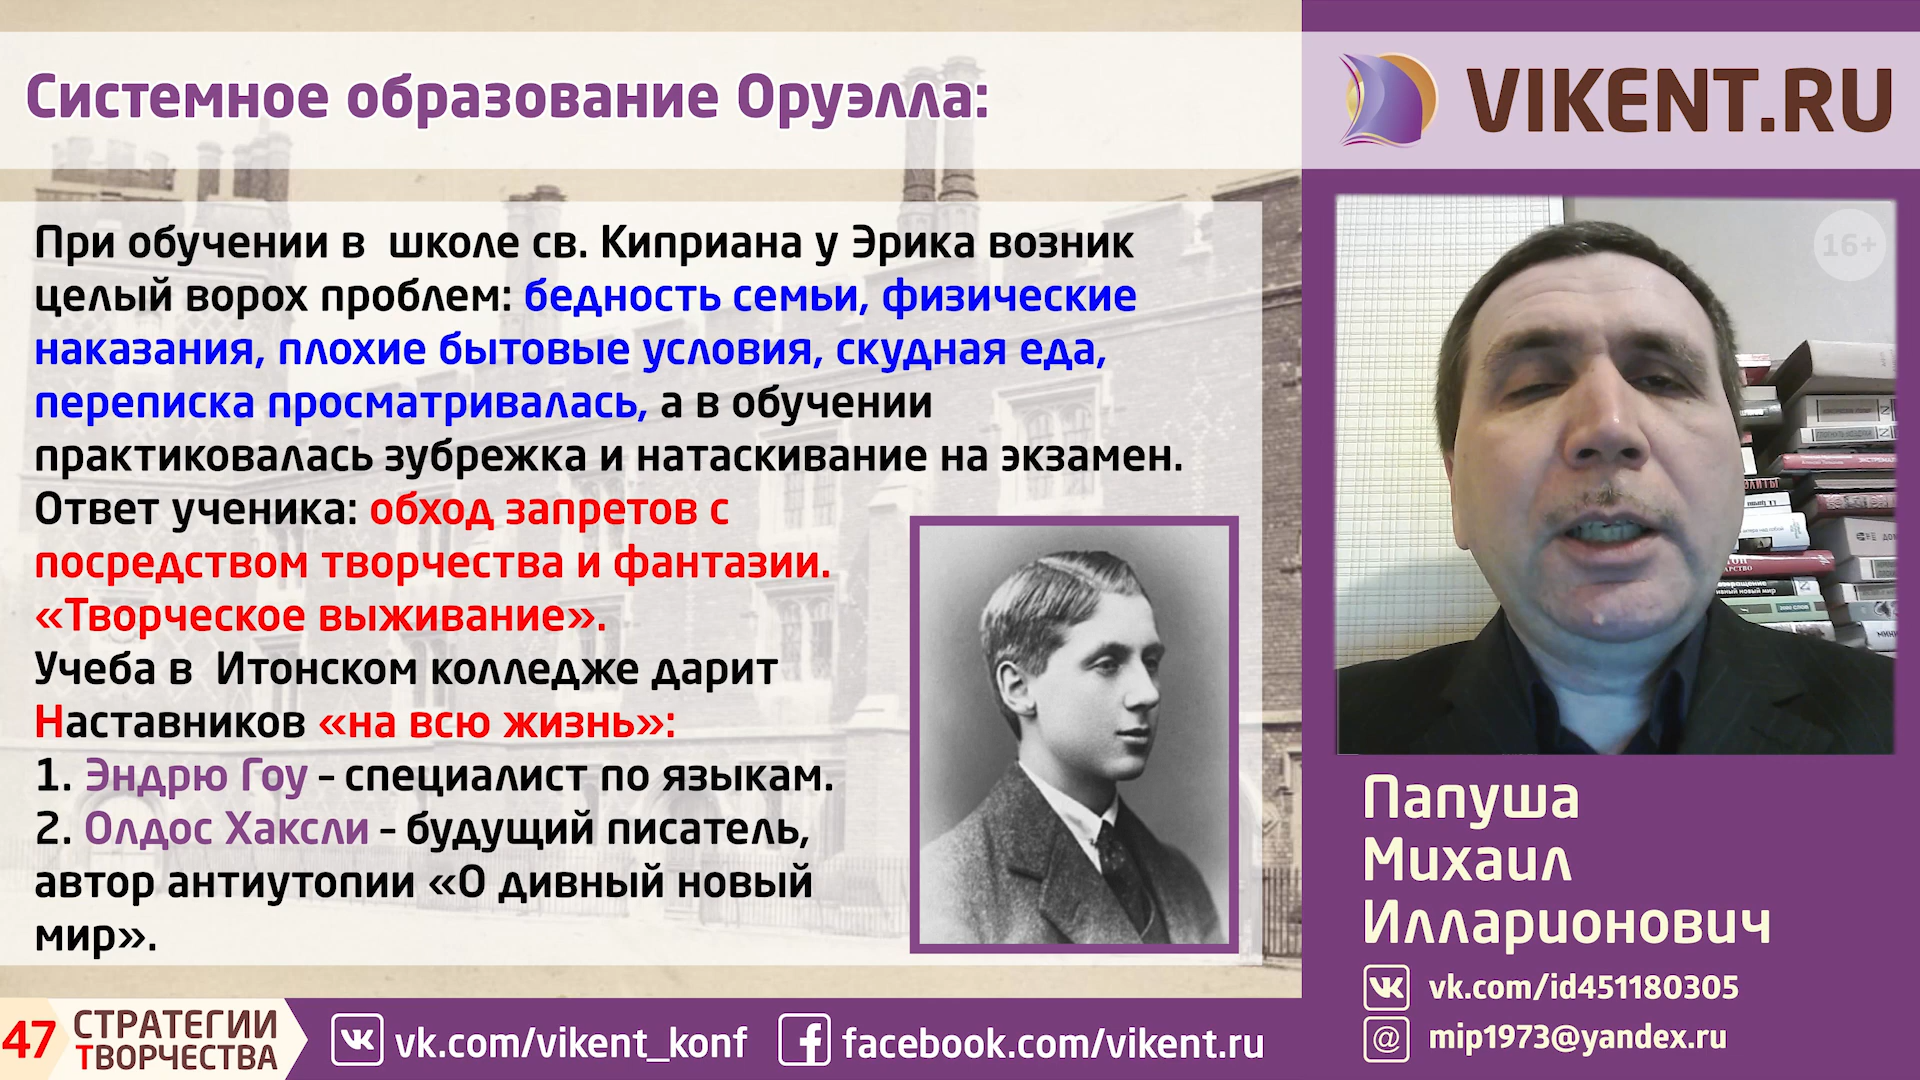 Системное образование Оруэлла:
VIKENT.RU
16+
При обучении в школе св. Киприана у Эрика возник
целый ворох проблем: бедность семьи, физические
наказания, плохие бытовые условия, скудная еда,
переписка просматривалась, а в обучении
практиковалась зубрежка и натаскивание на экзамен.
Ответ ученика: обход запретов с
посредством творчества и фантазии.
«Творческое выживание».
Учеба в Итонском колледже дарит
Наставников «на всю жизнь»:
1. Эндрю Гоу – специалист по языкам.
2. Олдос Хаксли – будущий писатель,
автор антиутопии «О дивный новый
мир».
Папуша
Михаил
Илларионович
vk.com/id451180305
mip1973@yandex.ru
47
СТРАТЕГИИ
ТВОРЧЕСТВА
vk.com/vikent_konf
facebook.com/vikent.ru